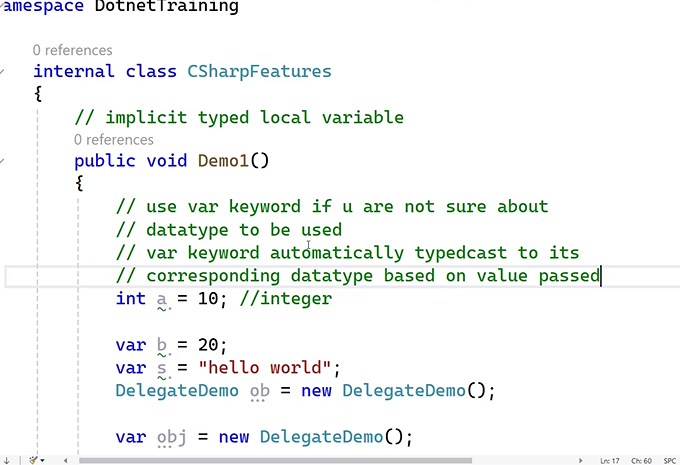 amespace DotnetTraining
0 references
internal class CSharpFeatures
{
// implicit typed local variable
0 references
public void Demo1()
{
// use var keyword if u are not sure about
// datatype to be used
// var keyword automatically typedcast to its
// corresponding datatype based on value passed
int a = 10; //integer
var b = 20;
var s = "hello world";
DelegateDemo ob = new DelegateDemo();
var obj = new DelegateDemo();
Ln: 17 Ch: 60 SPC